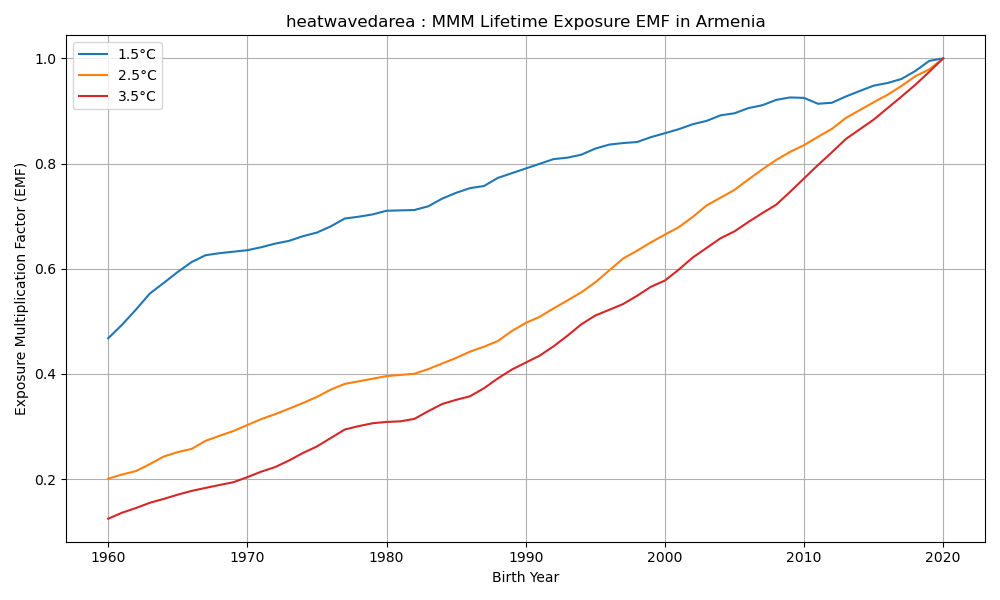 heatwavedarea : MMM Lifetime Exposure EMF in Armenia
1.5°C
2.5°C
3.5°C
Exposure Multiplication Factor (EMF)
1.0
0.8
0.6
0.4
0.2
1960 1970 1980 1990 2000 2010 2020
Birth Year